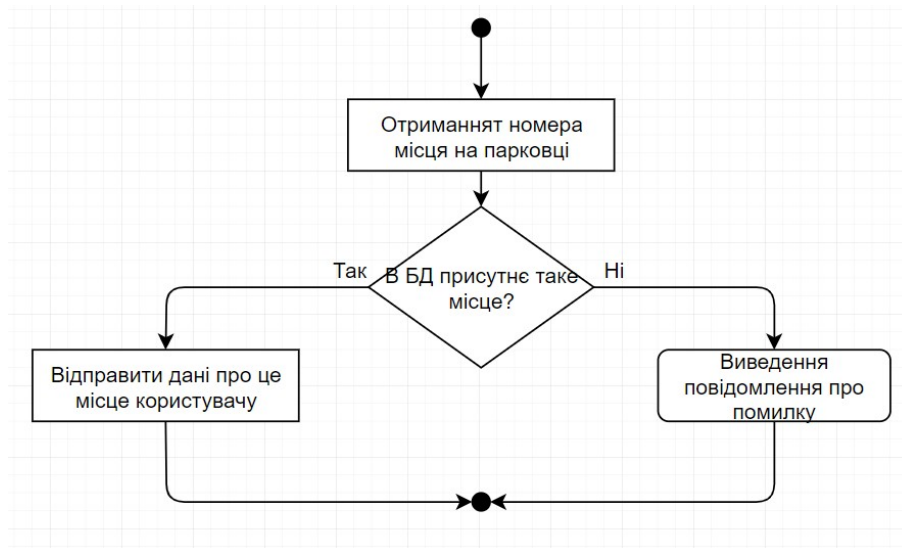 Отриманнят номера
місця на парковці
Так
В БД присутнє таке
місце?
Ні
Відправити дані про це
місце користувачу
Виведення
повідомлення про
помилку